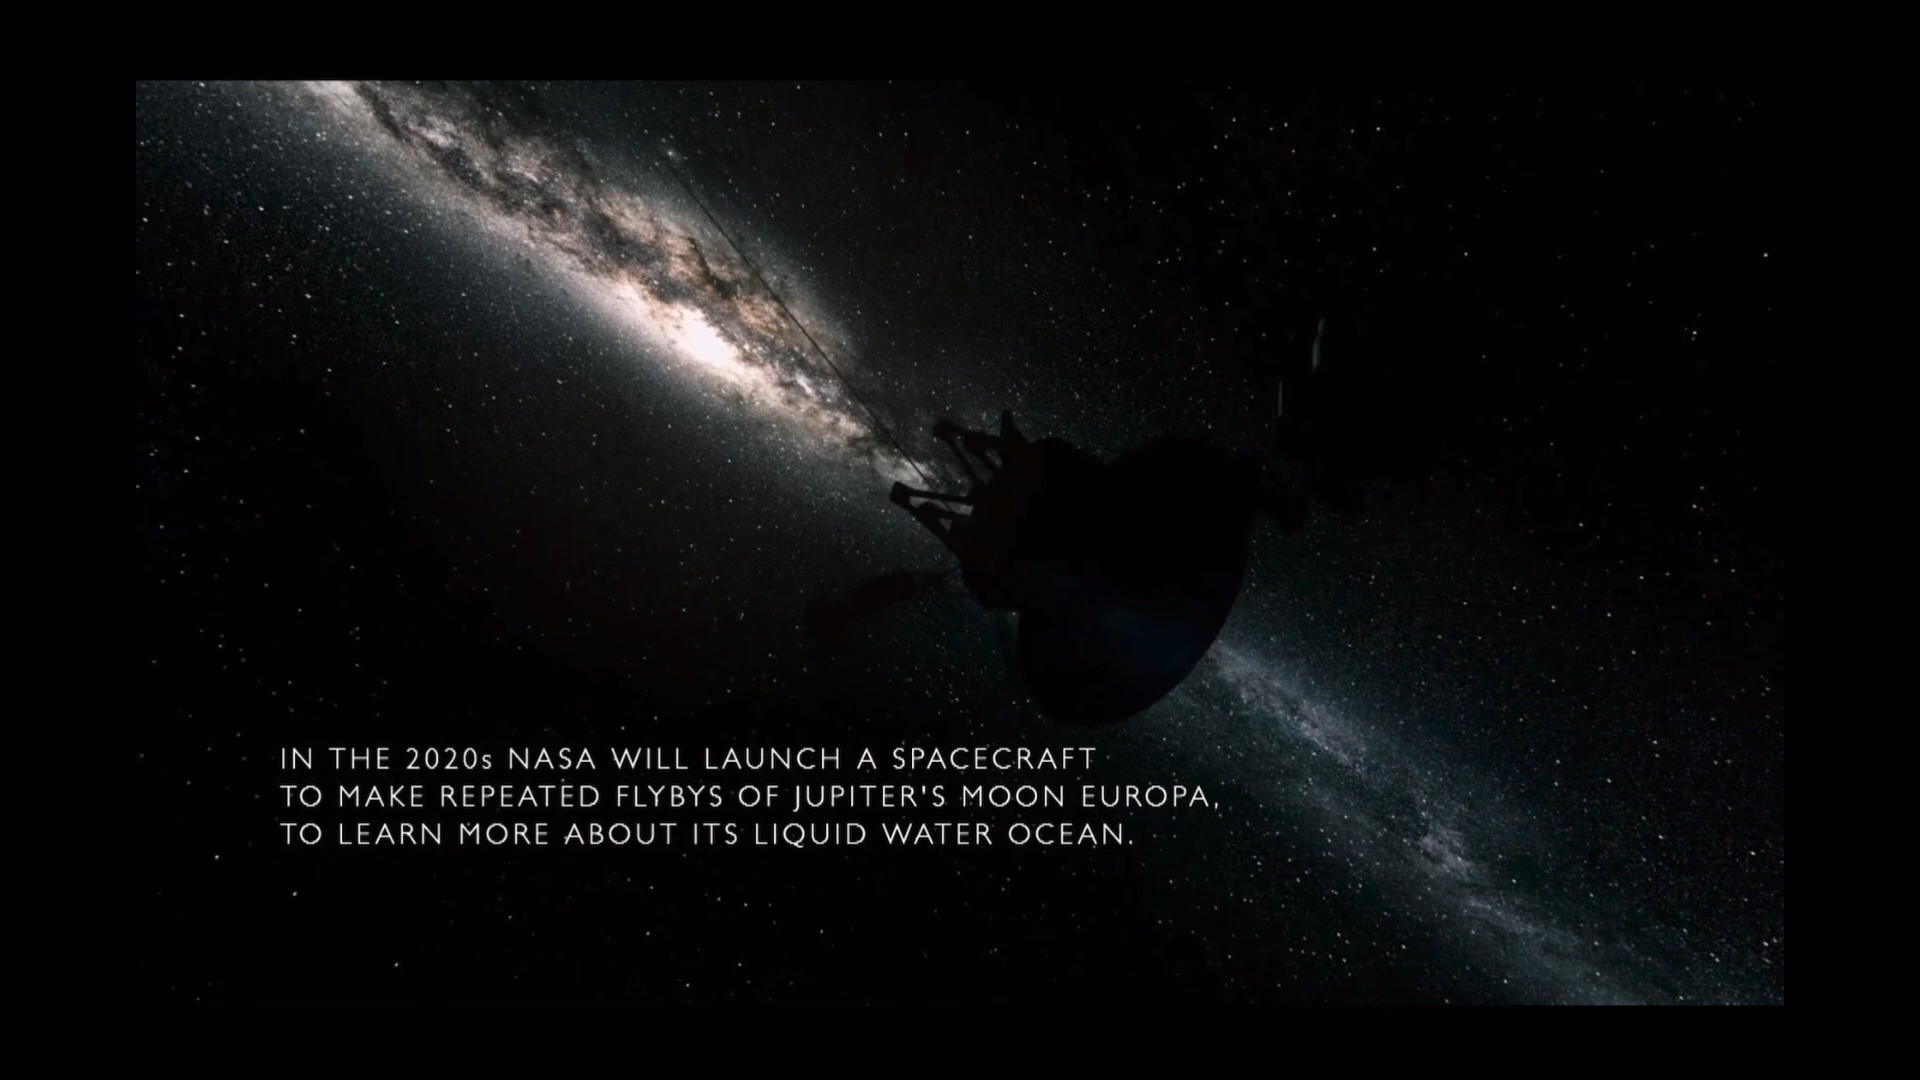 IN THE 2020s NASA WILL LAUNCH A SPACECRAFT
TO MAKE REPEATED FLYBYS OF JUPITER'S MOON EUROPA,
TO LEARN MORE ABOUT ITS LIQUID WATER OCEAN.